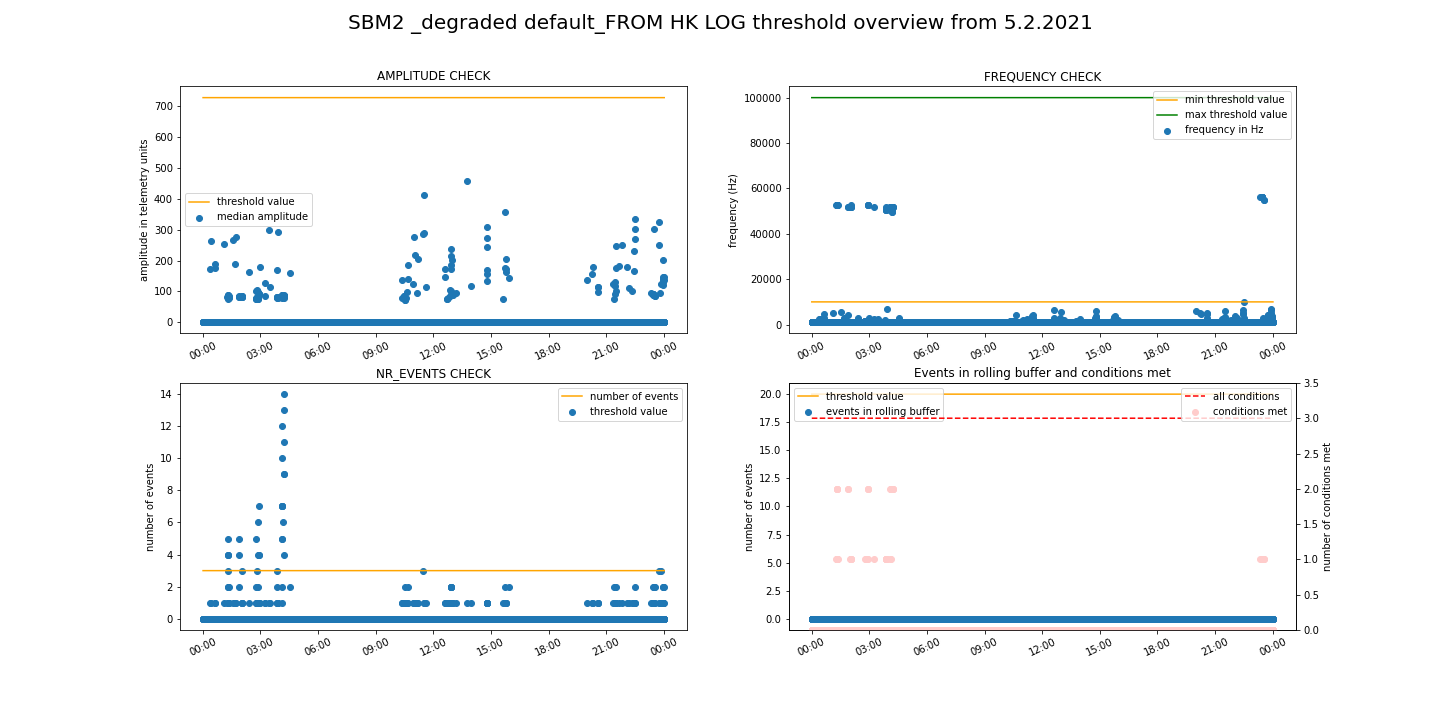 SBM2 _degraded default_FROM HK LOG threshold overview from 5.2.2021
AMPLITUDE CHECK
amplitude in telemetry units
700
600
500
400
300
200
100
0
threshold value
median amplitude
00:00 03:00 06:00 09:00 12:00 15:00 18:00 21:00 00:00
FREQUENCY CHECK
frequency (Hz)
100000
80000
60000
40000
20000
0
min threshold value
max threshold value
frequency in Hz
00:00 03:00 06:00 09:00 12:00 15:00 18:00 21:00 00:00
NR_EVENTS CHECK
number of events
14
12
10
8
6
4
2
0
number of events
threshold value
00:00 03:00 06:00 09:00 12:00 15:00 18:00 21:00 00:00
Events in rolling buffer and conditions met
number of events
20.0
17.5
15.0
12.5
10.0
7.5
5.0
2.5
0.0
threshold value
events in rolling buffer
all conditions
conditions met
3.5
3.0
2.5
2.0
1.5
1.0
0.5
0.0
number of conditions met
00:00 03:00 06:00 09:00 12:00 15:00 18:00 21:00 00:00